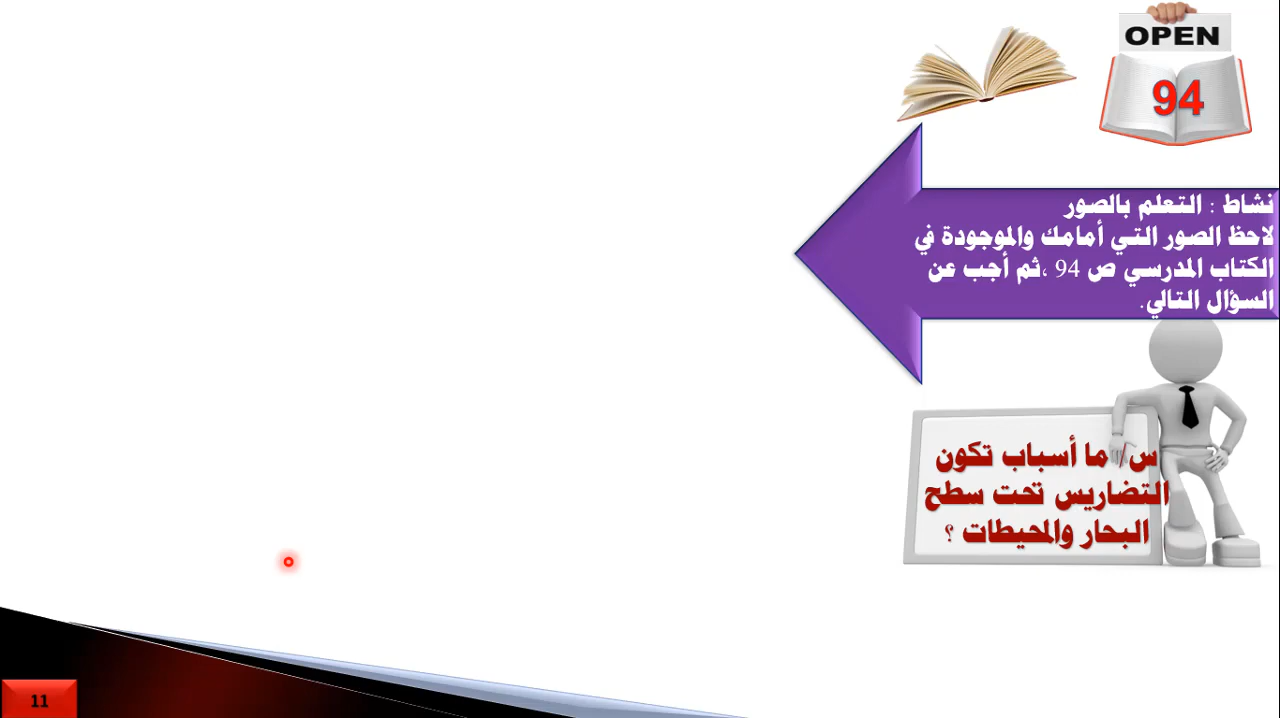 OPEN
94
نشاط : التعلم بالصور
لاحظ الصور التي أمامك والموجودة في
الكتاب المدرسي ص 94 ،ثم أجب عن
السؤال التالي.
س/ ما أسباب تكون
التضاريس تحت سطح
البحار والمحيطات ؟
11